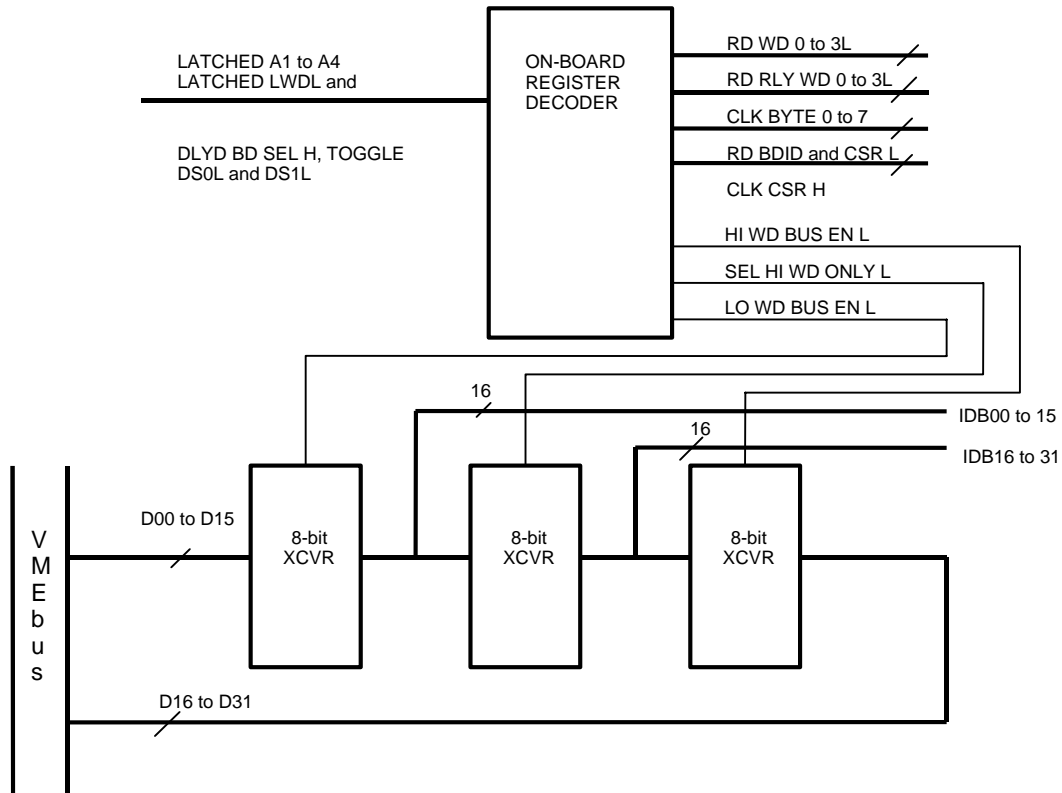 LATCHED A1 to A4
LATCHED LWDL and
DLYD BD SEL H, TOGGLE
DS0L and DS1L
ON-BOARD
REGISTER
DECODER
RD WD 0 to 3L
RD RLY WD 0 to 3L
CLK BYTE 0 to 7
RD BDID and CSR L
CLK CSR H
HI WD BUS EN L
SEL HI WD ONLY L
LO WD BUS EN L
16
IDB00 to 15
16
IDB16 to 31
VMEbus
D00 to D15
8-bit
XCVR
8-bit
XCVR
8-bit
XCVR
D16 to D31